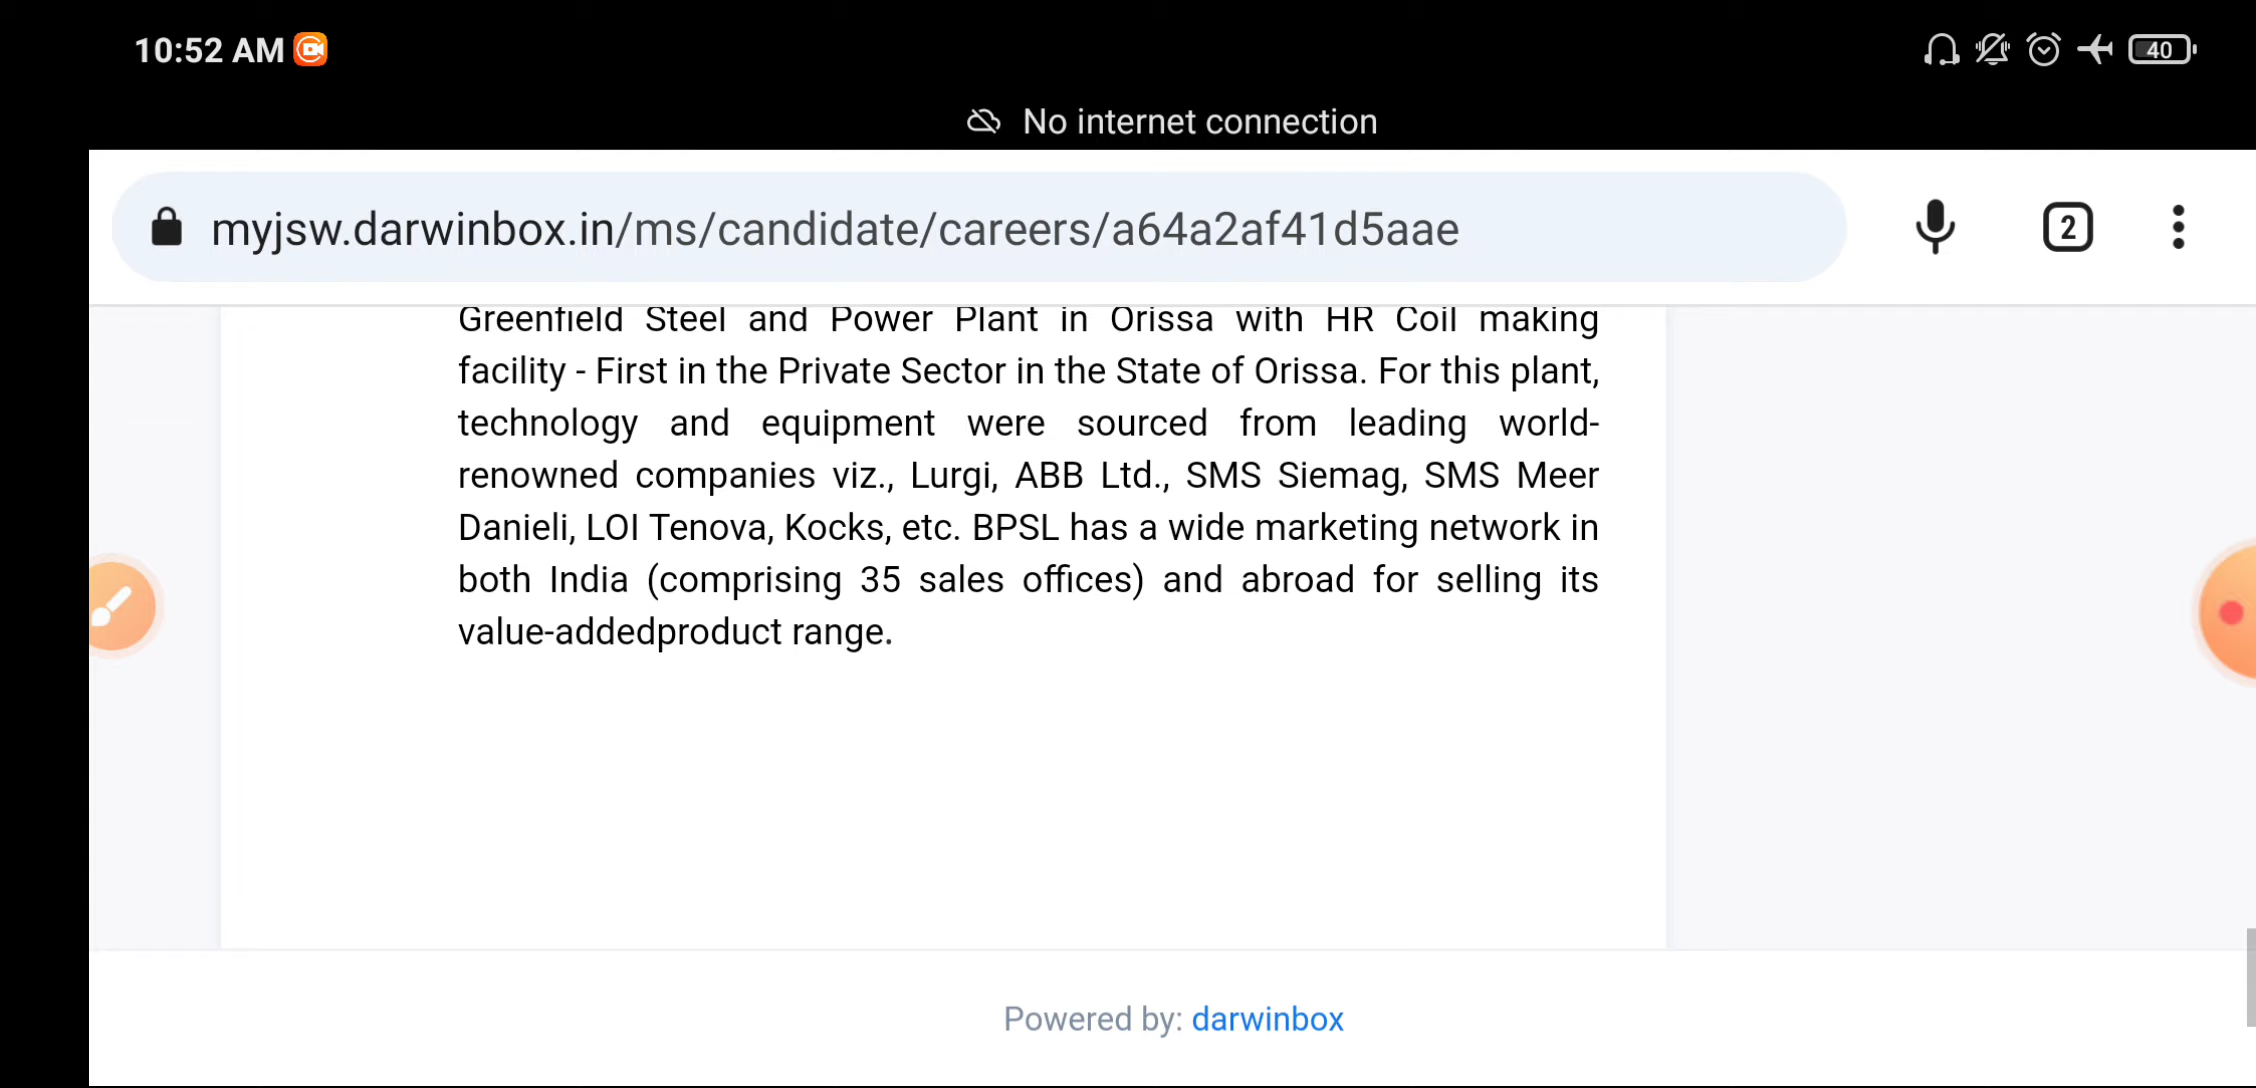 10:52 AM
40
No internet connection
myjsw.darwinbox.in/ms/candidate/careers/a64a2af41d5aae
2
Greenfield Steel and Power Plant in Orissa with HR Coil making
facility - First in the Private Sector in the State of Orissa. For this plant,
technology and equipment were sourced from leading world-
renowned companies viz., Lurgi, ABB Ltd., SMS Siemag, SMS Meer
Danieli, LOI Tenova, Kocks, etc. BPSL has a wide marketing network in
both India (comprising 35 sales offices) and abroad for selling its
value-addedproduct range.
Powered by: darwinbox